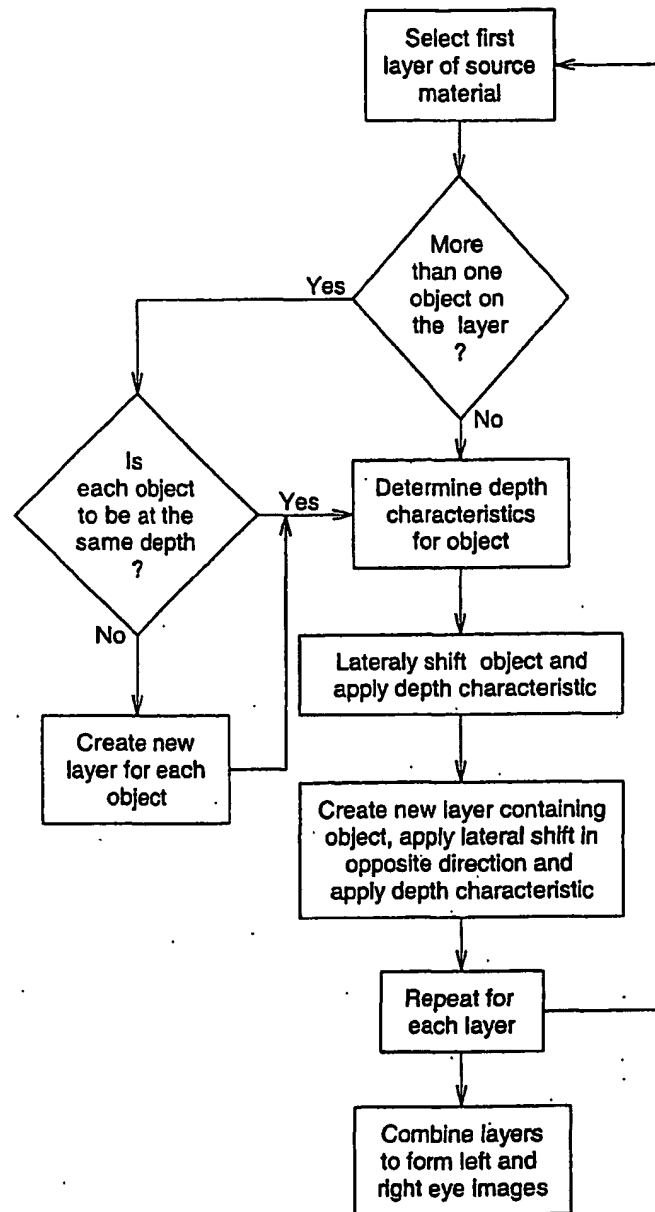 Select first
layer of source
material
More
than one
object on
the layer
?
Yes
No
Is
each object
to be at the
same depth
?
Yes
No
Determine depth
characteristics
for object
Lateraly shift object and
apply depth characteristic
Create new
layer for each
object
Create new layer containing
object, apply lateral shift in
opposite direction and
apply depth characteristic
Repeat for
each layer
Combine layers
to form left and
right eye images